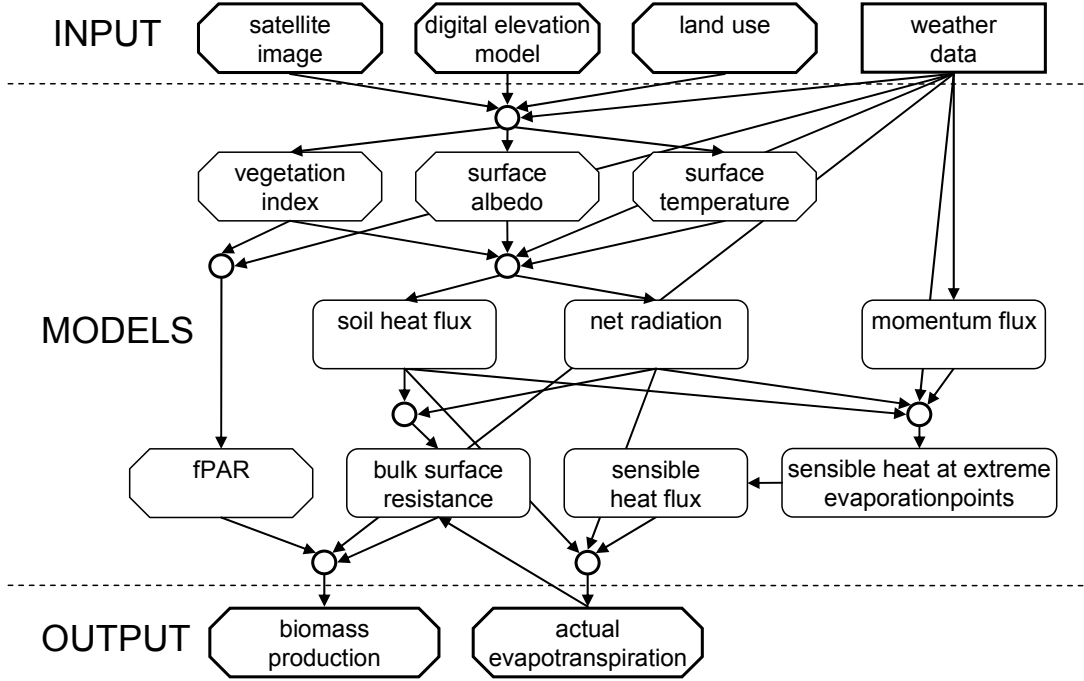 INPUT
satellite
image
digital elevation
model
land use
weather
data
vegetation
index
surface
albedo
surface
temperature
MODELS
soil heat flux
net radiation
momentum flux
fPAR
bulk surface
resistance
sensible
heat flux
sensible heat at extreme
evaporationpoints
OUTPUT
biomass
production
actual
evapotranspiration